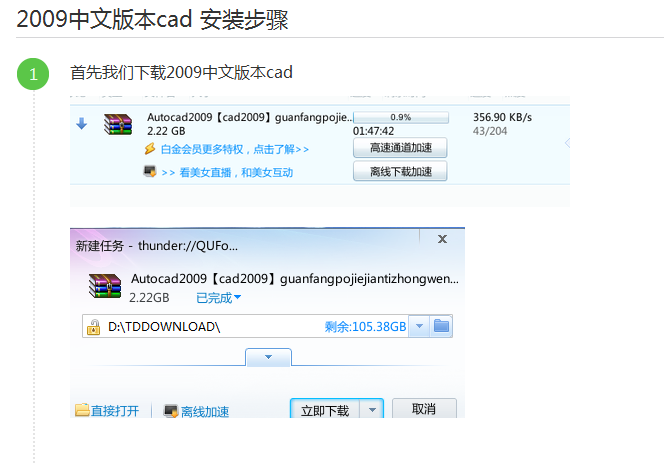 2009中文版本cad 安装步骤
1 首先我们下载2009中文版本cad
Autocad2009【cad2009】guanfangpojie... 0.9% 356.90 KB/s
2.22 GB 01:47:42 43/204
白金会员更多特权，点击了解>> 高速通道加速
>> 看美女直播，和美女互动 离线下载加速
新建任务 - thunder://QUFo... x
Autocad2009【cad2009】guanfangpojiejiantizhongwen...
2.22GB 已完成
D:\TDDOWNLOAD\ 剩余:105.38GB
直接打开 离线加速 立即下载 取消